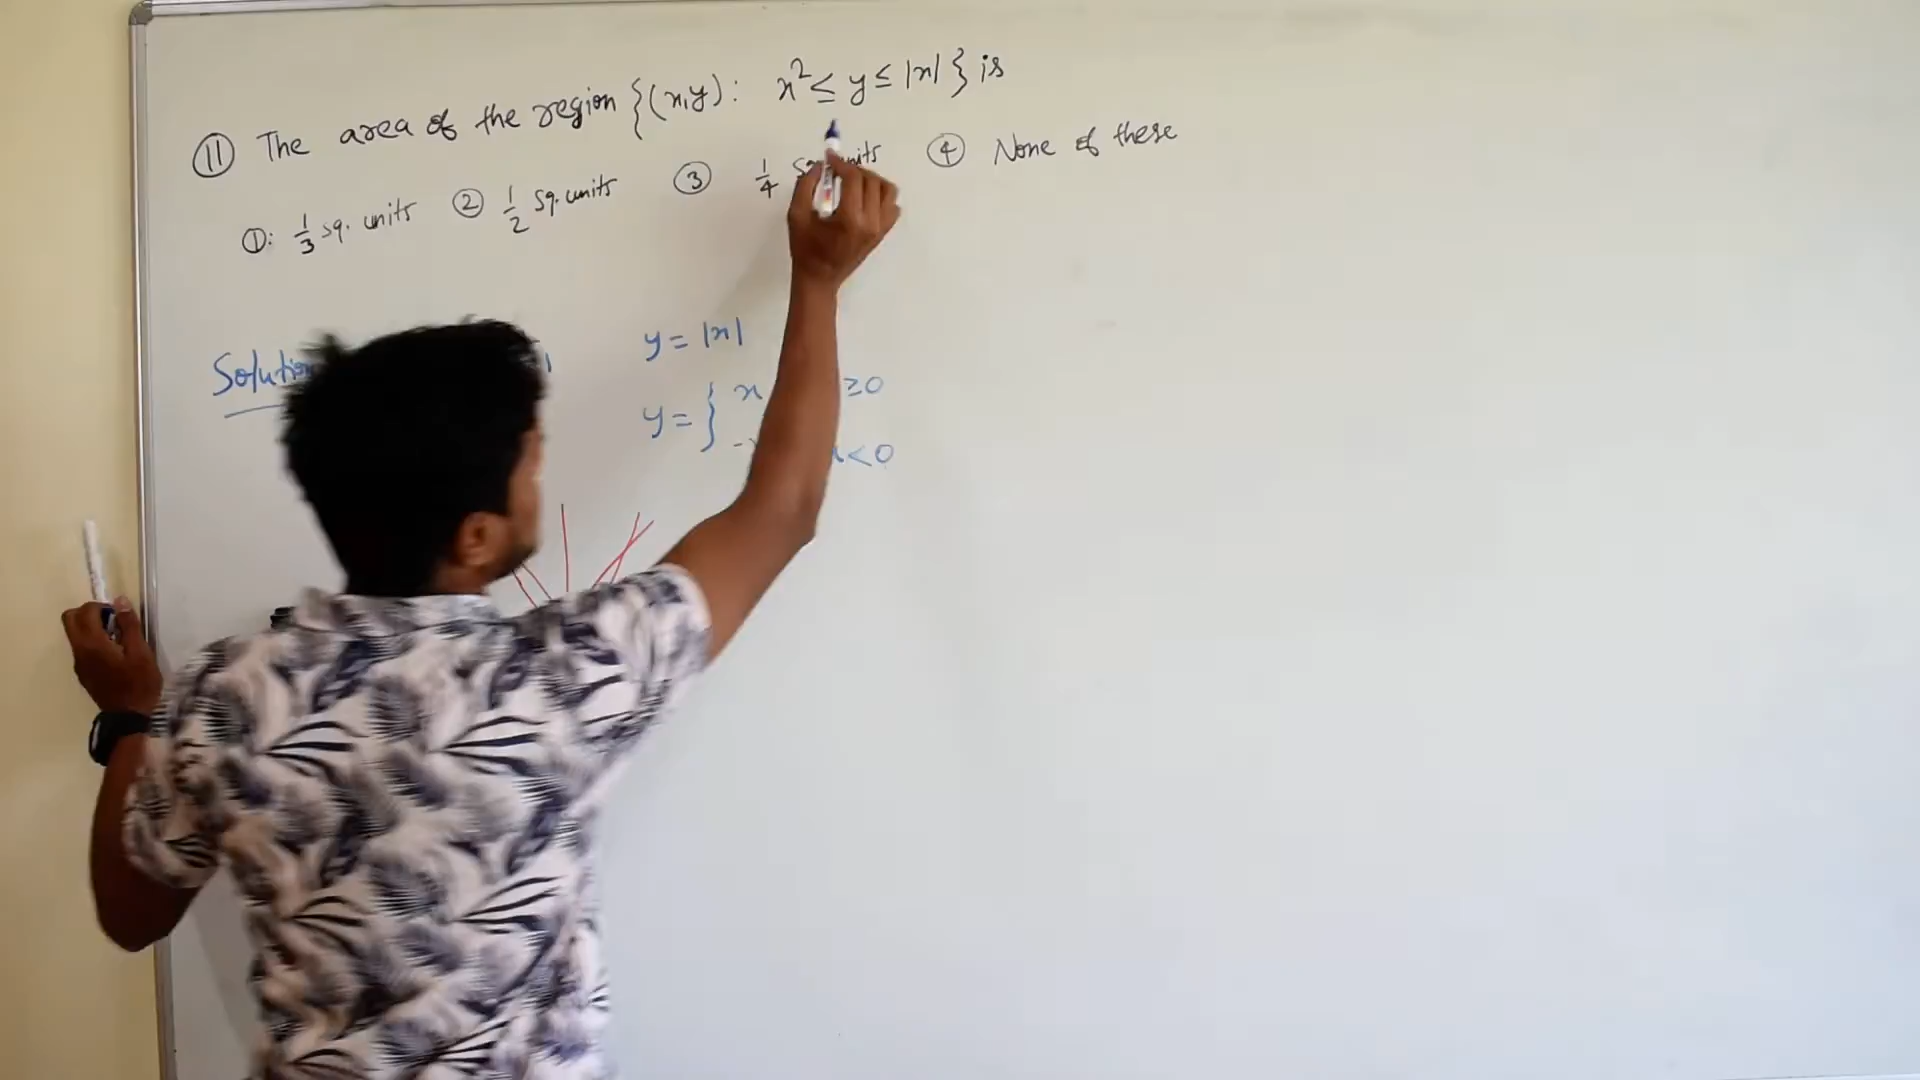 ⑪ The area of the region {(x,y): x² ≤ y ≤ |x|} is
①: 1/3 sq. units ② 1/2 sq. units ③ 1/4 sq. units ④ None of these
Solution
y = |x|
y = { x ≥0
-x x<0